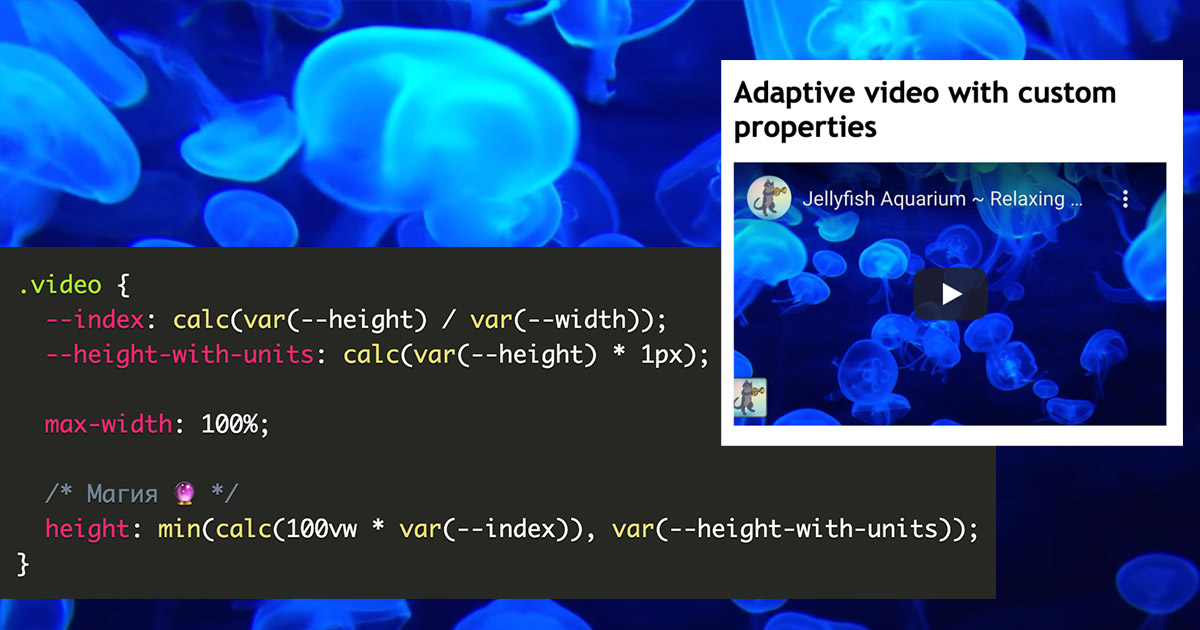 Adaptive video with custom
properties
Jellyfish Aquarium ~ Relaxing ...
.video {
--index: calc(var(--height) / var(--width));
--height-with-units: calc(var(--height) * 1px);
max-width: 100%;
/* Магия 🔮 */
height: min(calc(100vw * var(--index)), var(--height-with-units));
}